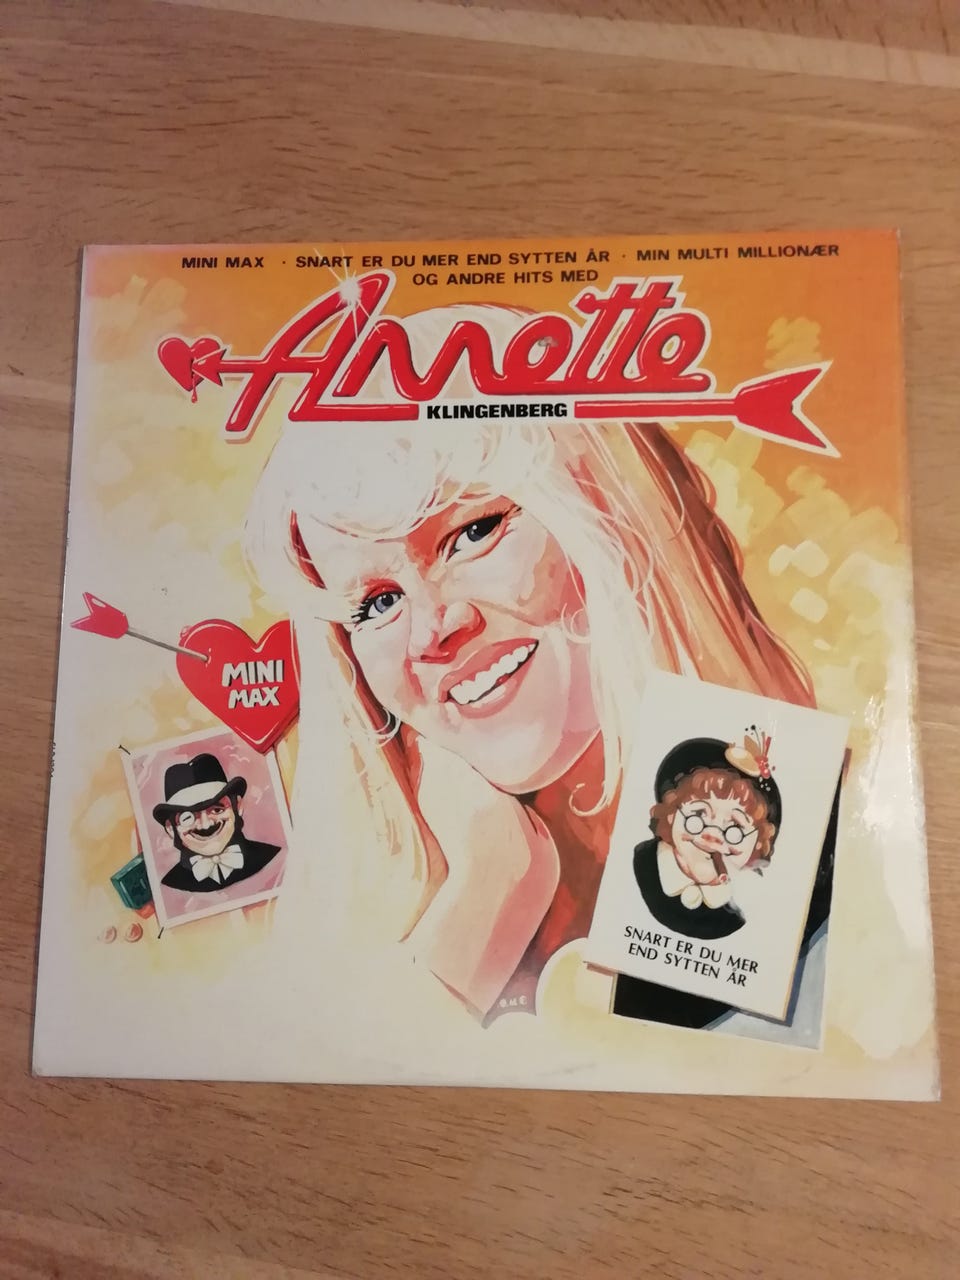 MINI MAX · SNART ER DU MER END SYTTEN ÅR · MIN MULTI MILLIONÆR
OG ANDRE HITS MED
Annette
KLINGENBERG
MINI
MAX
SNART ER DU MER
END SYTTEN ÅR